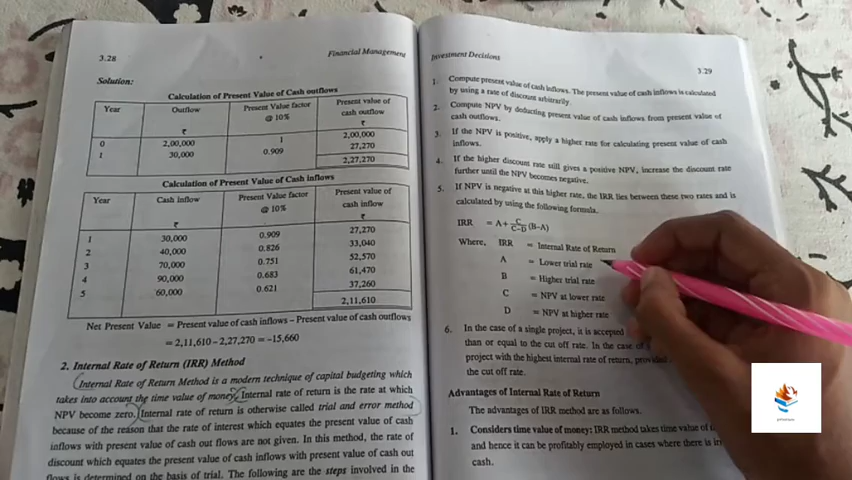 3.28
Financial Management
Solution:
Calculation of Present Value of Cash outflows
Year Outflow Present Value factor Present value of
@ 10% cash outflow
₹ ₹
0 2,00,000 1 2,00,000
1 30,000 0.909 27,270
2,27,270
Calculation of Present Value of Cash inflows
Year Cash inflow Present Value factor Present value of
@ 10% cash inflow
₹ ₹
1 30,000 0.909 27,270
2 40,000 0.826 33,040
3 70,000 0.751 52,570
4 90,000 0.683 61,470
5 60,000 0.621 37,260
2,11,610
Net Present Value = Present value of cash inflows – Present value of cash outflows
= 2,11,610 – 2,27,270 = –15,660
2. Internal Rate of Return (IRR) Method
Internal Rate of Return Method is a modern technique of capital budgeting which
takes into account the time value of money. Internal rate of return is the rate at which
NPV become zero. Internal rate of return is otherwise called trial and error method
because of the reason that the rate of interest which equates the present value of cash
inflows with present value of cash out flows are not given. In this method, the rate of
discount which equates the present value of cash inflows with present value of cash out
flows is determined on the basis of trial. The following are the steps involved in the
Investment Decisions
3.29
1. Compute present value of cash inflows. The present value of cash inflows is calculated
by using a rate of discount arbitrarily.
2. Compute NPV by deducting present value of cash inflows from present value of
cash outflows.
3. If the NPV is positive, apply a higher rate for calculating present value of cash
inflows.
4. If the higher discount rate still gives a positive NPV, increase the discount rate
further until the NPV becomes negative.
5. If NPV is negative at this higher rate, the IRR lies between these two rates and is
calculated by using the following formula.
IRR = A+ C/C–D (B–A)
Where, IRR = Internal Rate of Return
A = Lower trial rate
B = Higher trial rate
C = NPV at lower rate
D = NPV at higher rate
6. In the case of a single project, it is accepted
than or equal to the cut off rate. In the case of
project with the highest internal rate of return, provided
the cut off rate.
Advantages of Internal Rate of Return
The advantages of IRR method are as follows.
1. Considers time value of money: IRR method takes time value of
and hence it can be profitably employed in cases where there is
cash.